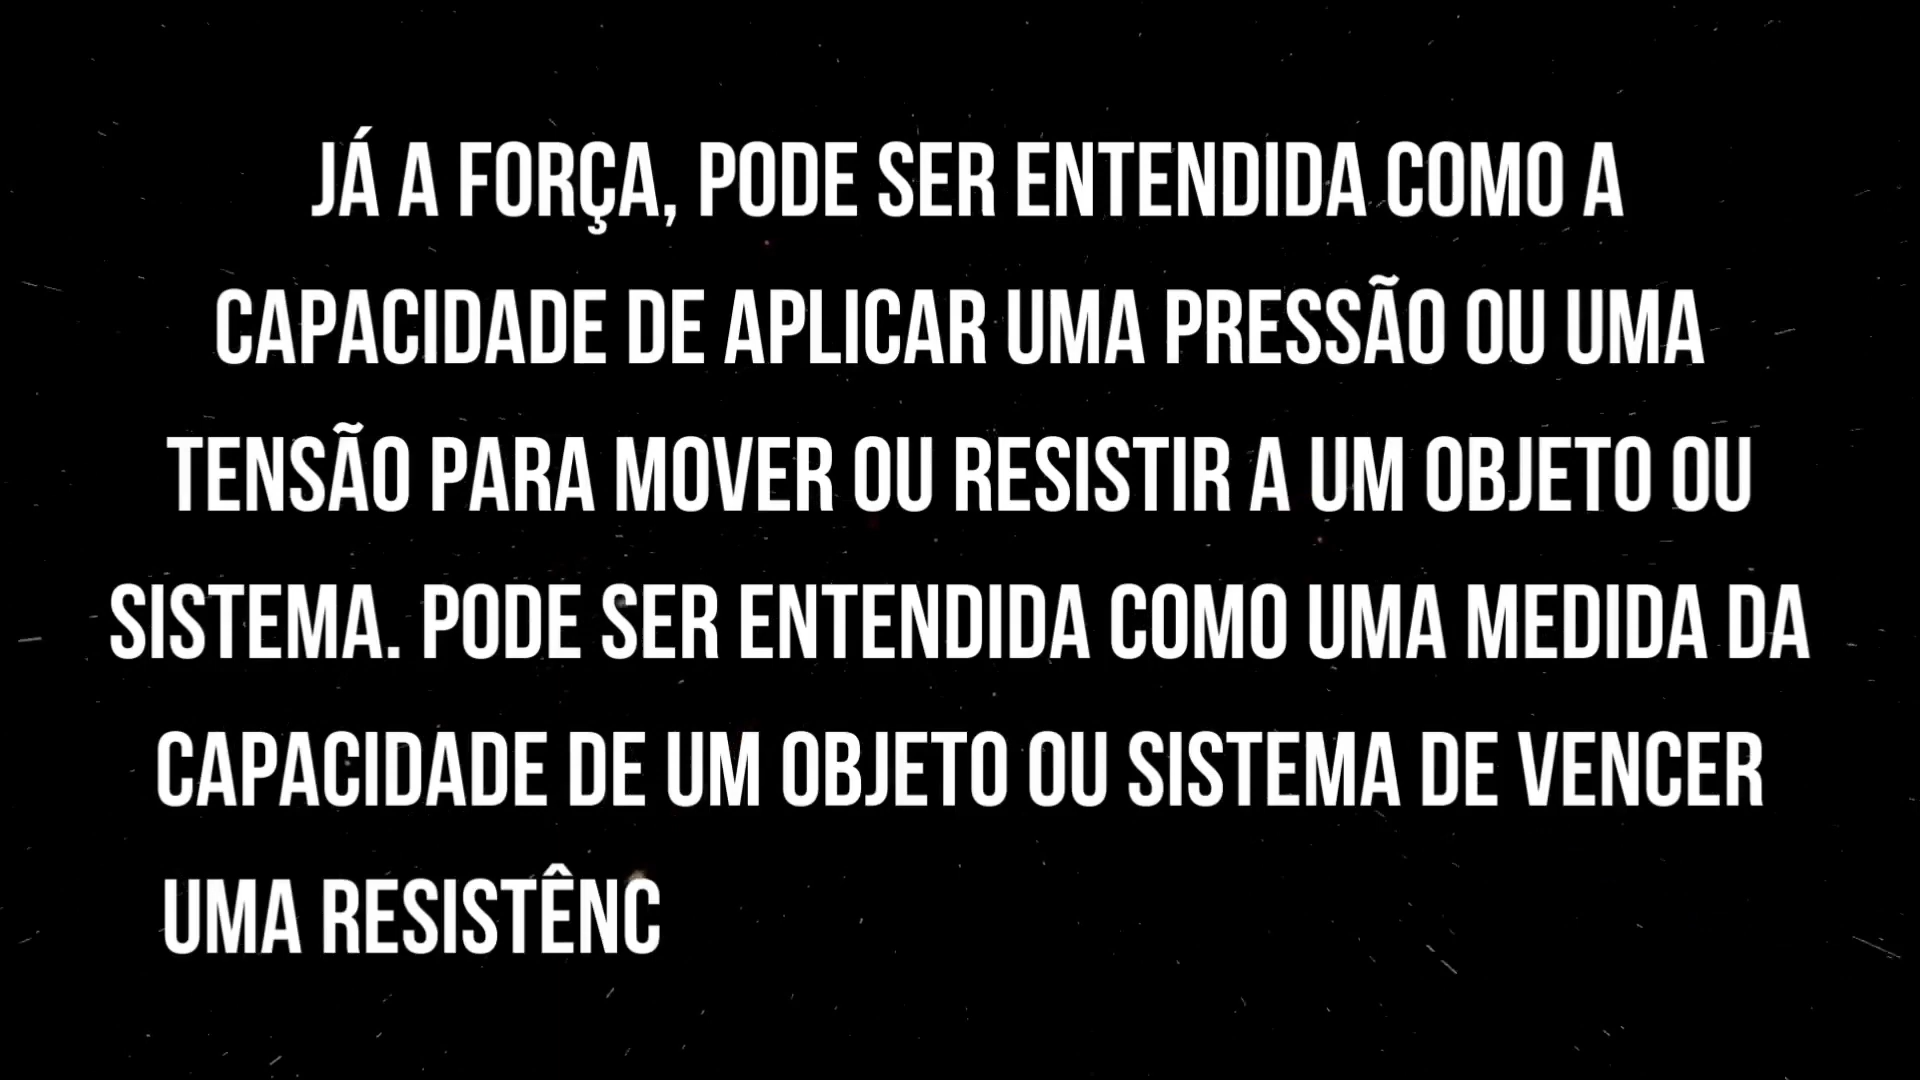 JÁ A FORÇA, PODE SER ENTENDIDA COMO A
CAPACIDADE DE APLICAR UMA PRESSÃO OU UMA
TENSÃO PARA MOVER OU RESISTIR A UM OBJETO OU
SISTEMA. PODE SER ENTENDIDA COMO UMA MEDIDA DA
CAPACIDADE DE UM OBJETO OU SISTEMA DE VENCER
UMA RESISTÊNC